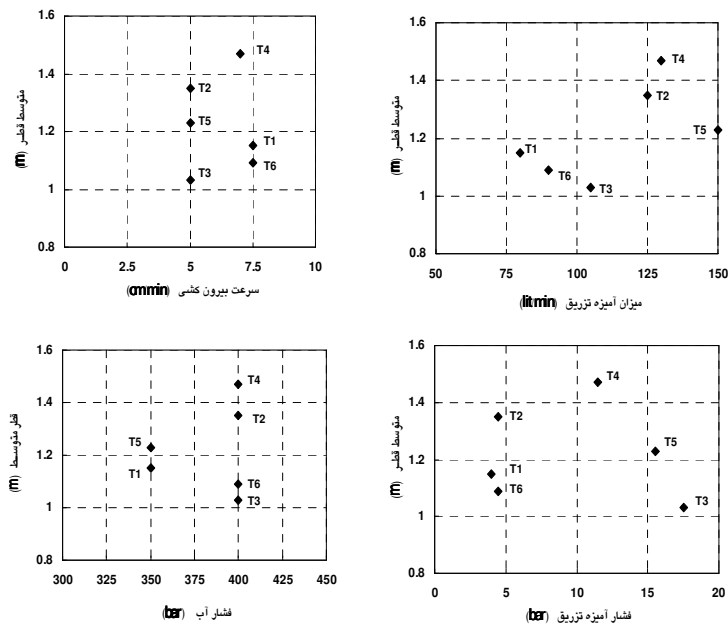 1.6
1.4
1.2
1
0.8
متوسط قطر (m)
T4
T2
T5
T1
T6
T3
0 2.5 5 7.5 10
سرعت بیرون کشی (cm/min)
1.6
1.4
1.2
1
0.8
متوسط قطر (m)
T4
T2
T5
T1
T6
T3
50 75 100 125 150
میزان آمیزه تزریق (lit/min)
1.6
1.4
1.2
1
0.8
قطر متوسط (m)
T4
T2
T5
T1
T6
T3
300 325 350 375 400 425 450
فشار آب (bar)
1.6
1.4
1.2
1
0.8
متوسط قطر (m)
T4
T2
T5
T1
T6
T3
0 5 10 15 20
فشار آمیزه تزریق (bar)